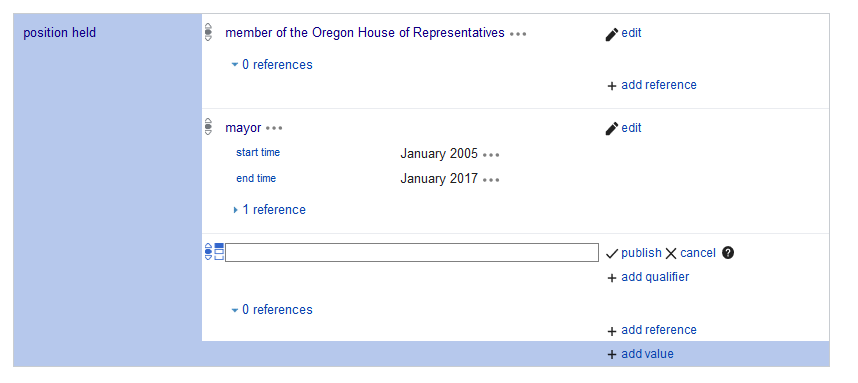 position held
member of the Oregon House of Representatives
edit
0 references
+ add reference
mayor
edit
start time January 2005
end time January 2017
1 reference
publish cancel ?
+ add qualifier
0 references
+ add reference
+ add value